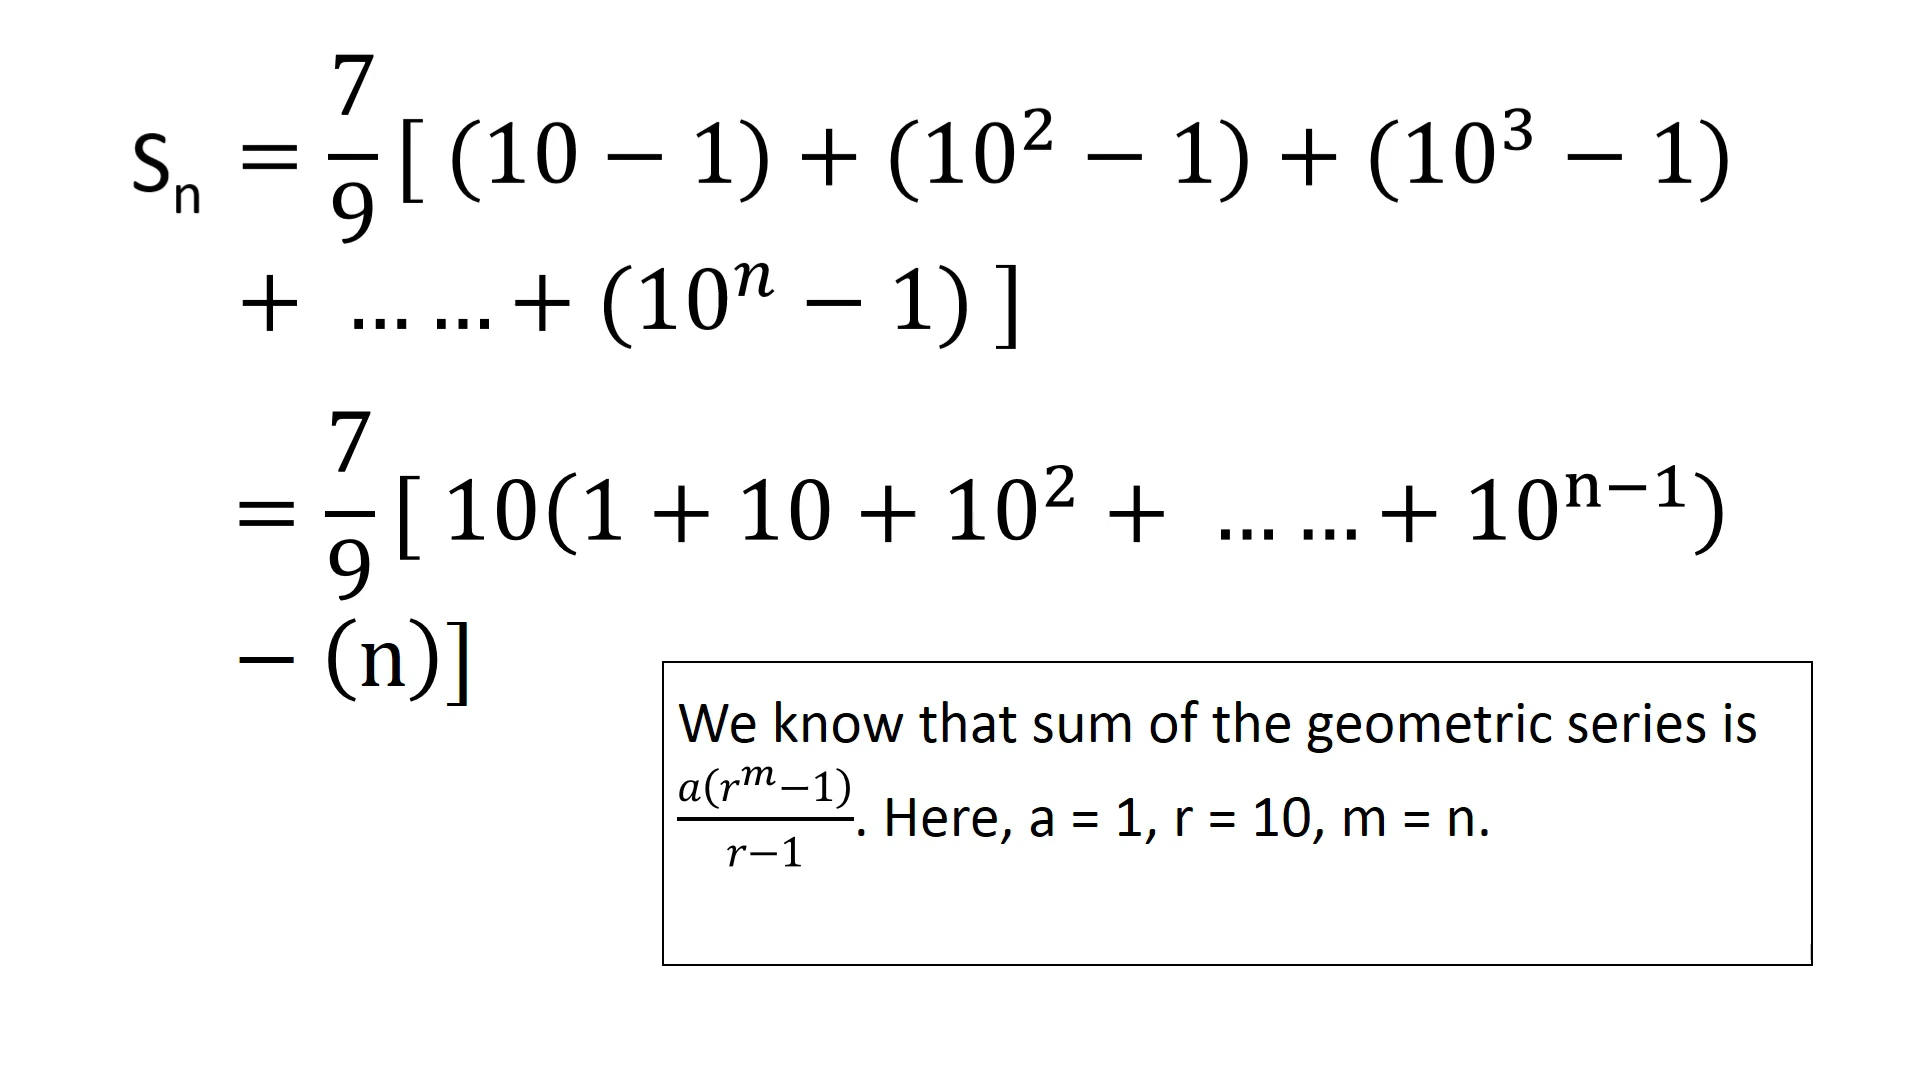 Sₙ = 7/9 [ (10 − 1) + (10² − 1) + (10³ − 1)
+ … … + (10ⁿ − 1) ]
= 7/9 [ 10(1 + 10 + 10² + … … + 10ⁿ⁻¹)
− (n)]
We know that sum of the geometric series is
a(rᵐ−1)/r−1. Here, a = 1, r = 10, m = n.